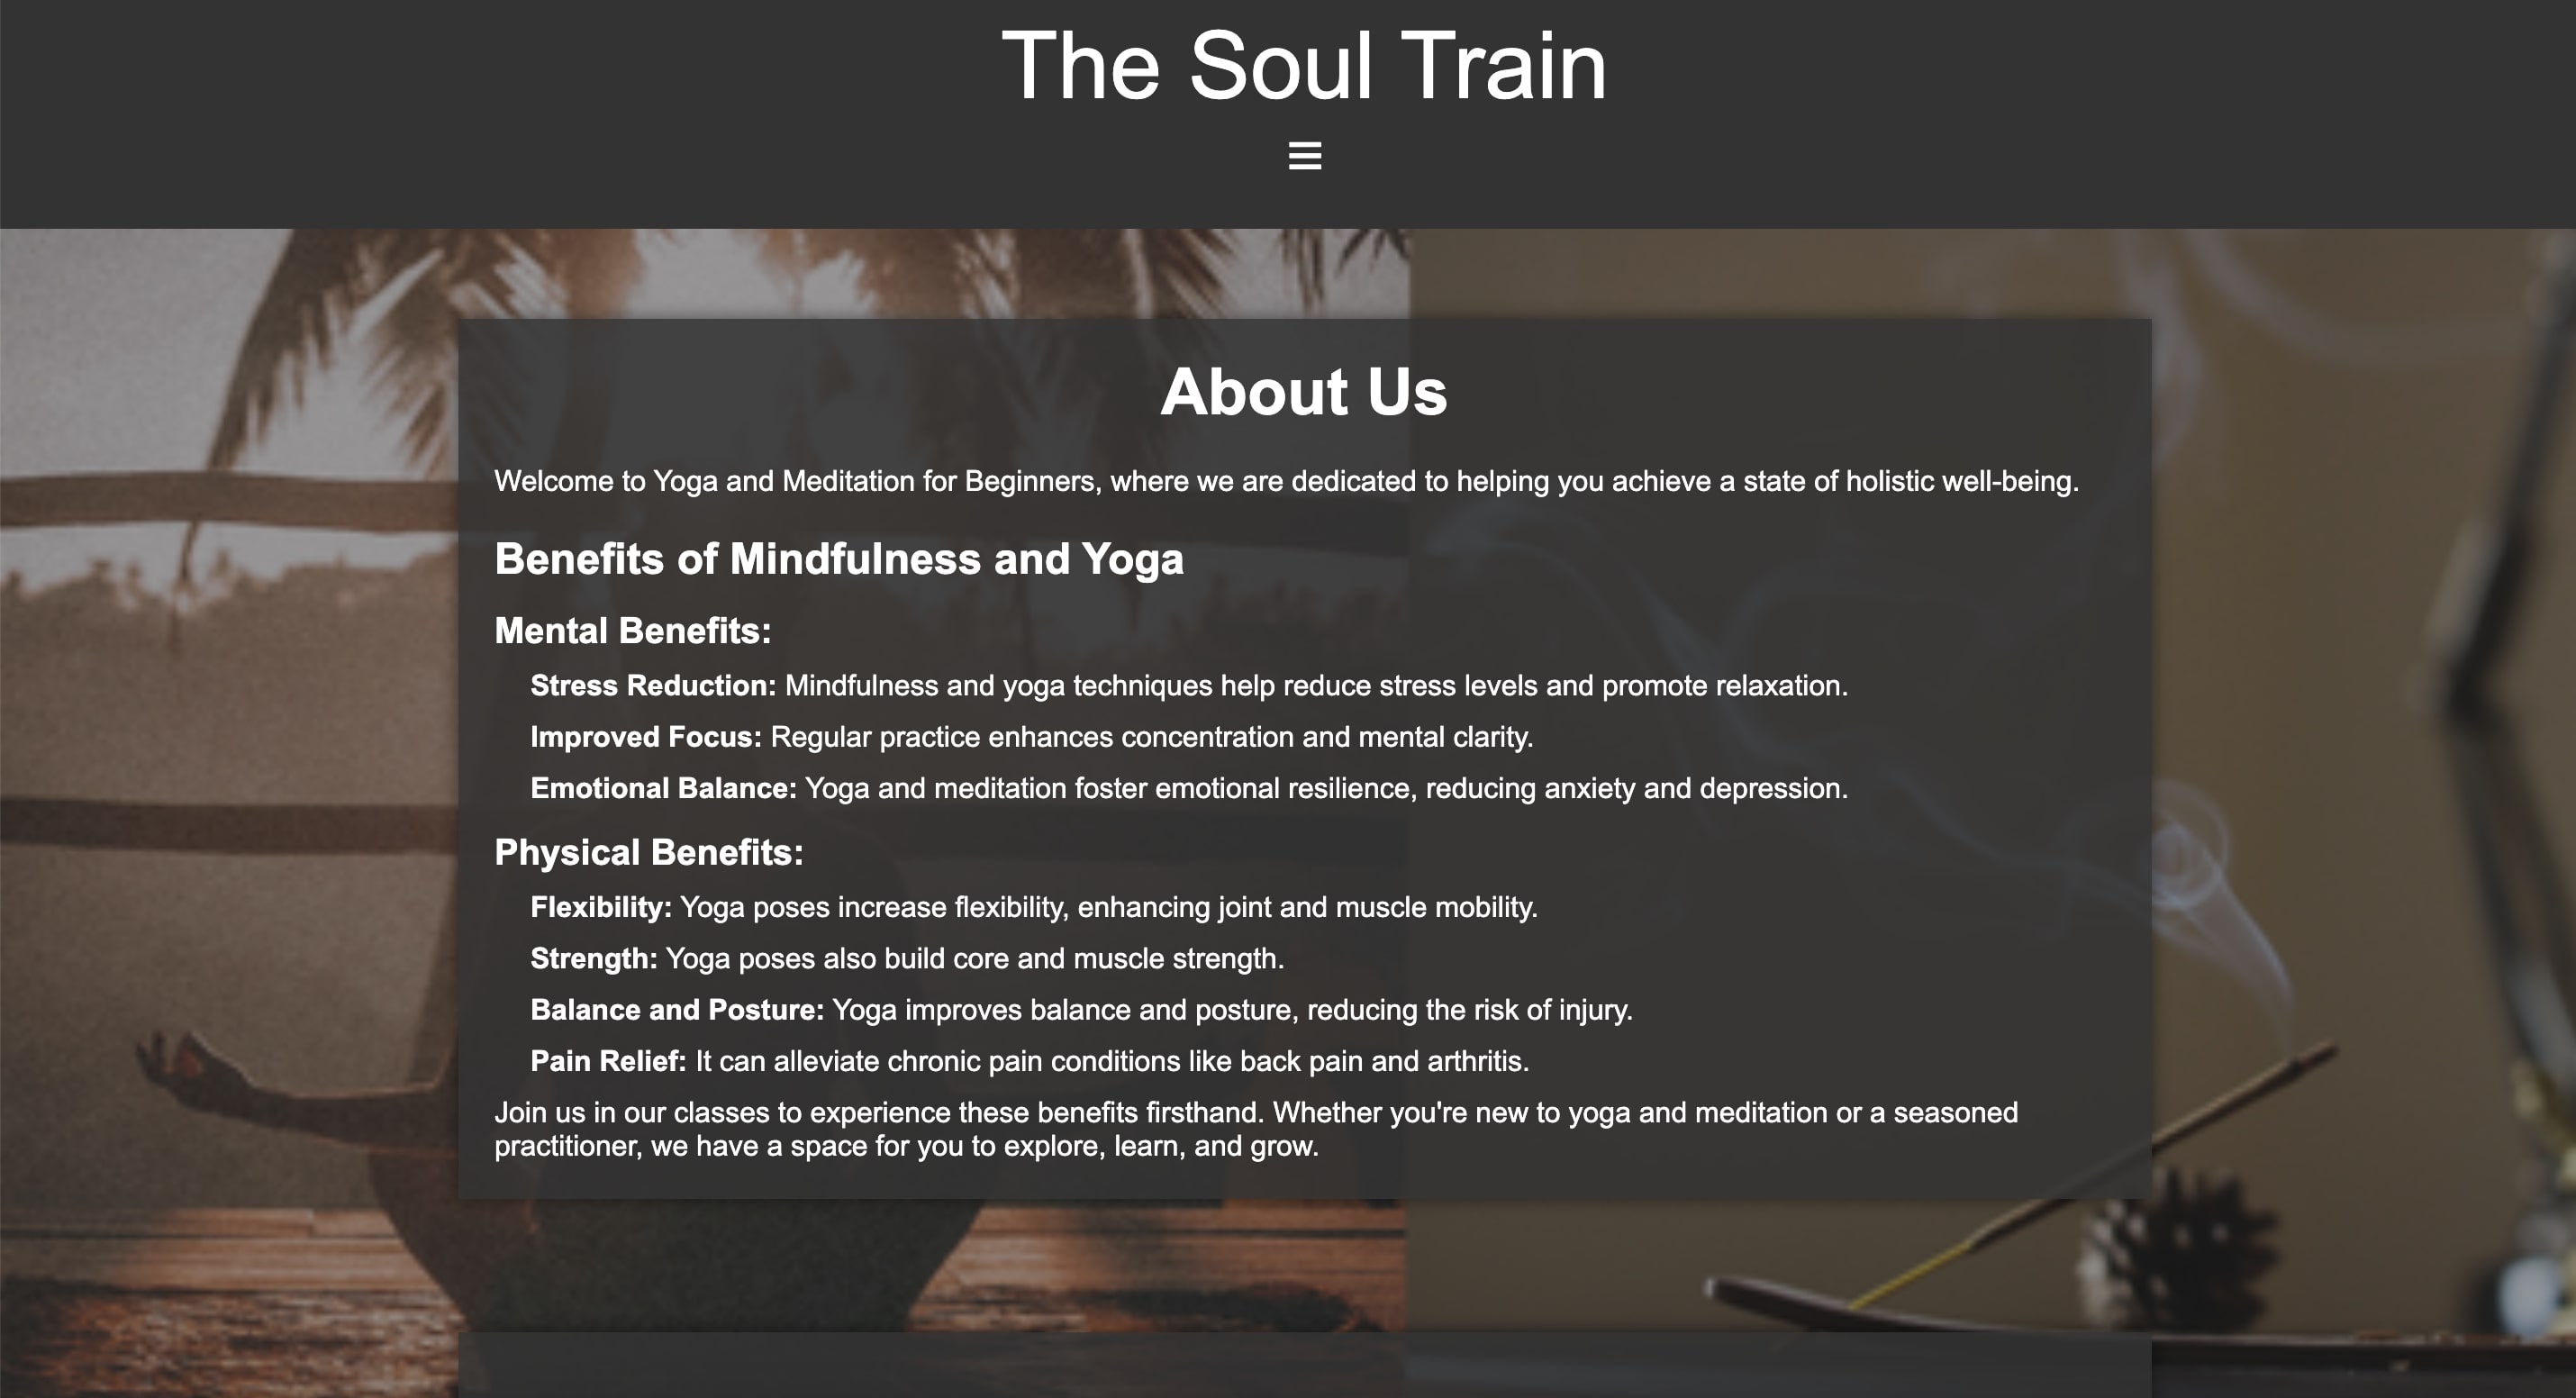 The Soul Train
About Us
Welcome to Yoga and Meditation for Beginners, where we are dedicated to helping you achieve a state of holistic well-being.
Benefits of Mindfulness and Yoga
Mental Benefits:
Stress Reduction: Mindfulness and yoga techniques help reduce stress levels and promote relaxation.
Improved Focus: Regular practice enhances concentration and mental clarity.
Emotional Balance: Yoga and meditation foster emotional resilience, reducing anxiety and depression.
Physical Benefits:
Flexibility: Yoga poses increase flexibility, enhancing joint and muscle mobility.
Strength: Yoga poses also build core and muscle strength.
Balance and Posture: Yoga improves balance and posture, reducing the risk of injury.
Pain Relief: It can alleviate chronic pain conditions like back pain and arthritis.
Join us in our classes to experience these benefits firsthand. Whether you're new to yoga and meditation or a seasoned
practitioner, we have a space for you to explore, learn, and grow.